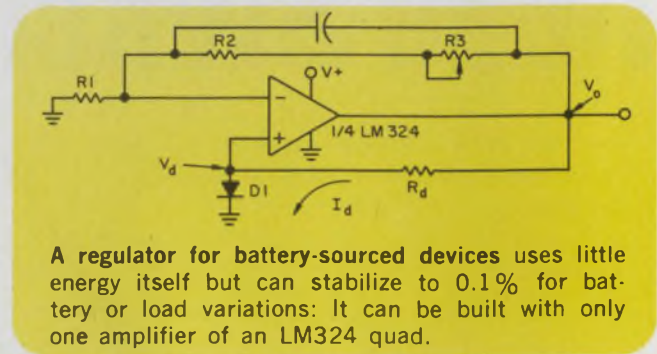 R2
R3
R1
V+
Vo
−
+
1/4 LM 324
Vd
Rd
D1
Id
A regulator for battery-sourced devices uses little
energy itself but can stabilize to 0.1% for bat-
tery or load variations: It can be built with only
one amplifier of an LM324 quad.